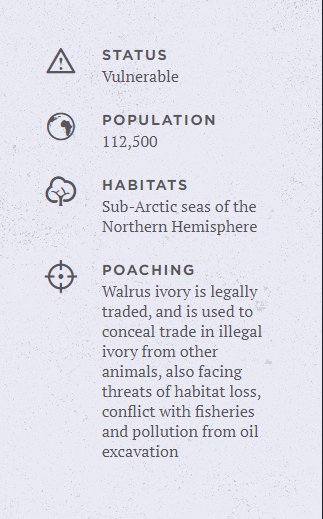 STATUS
Vulnerable
POPULATION
112,500
HABITATS
Sub-Arctic seas of the
Northern Hemisphere
POACHING
Walrus ivory is legally
traded, and is used to
conceal trade in illegal
ivory from other
animals, also facing
threats of habitat loss,
conflict with fisheries
and pollution from oil
excavation